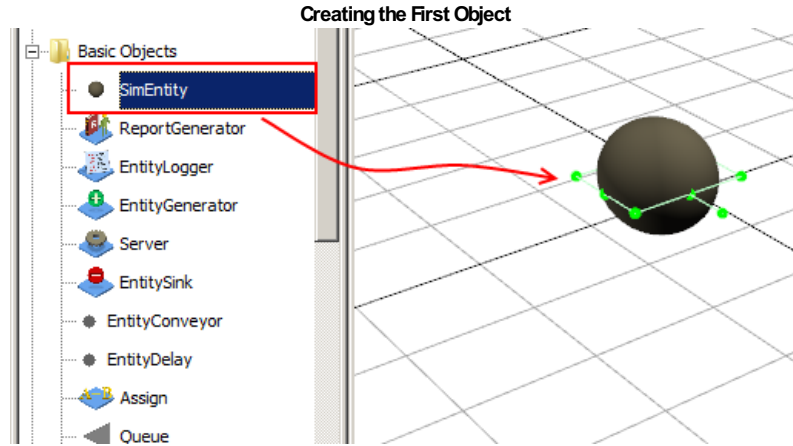 Creating the First Object
Basic Objects
SimEntity
ReportGenerator
EntityLogger
EntityGenerator
Server
EntitySink
EntityConveyor
EntityDelay
Assign
Queue